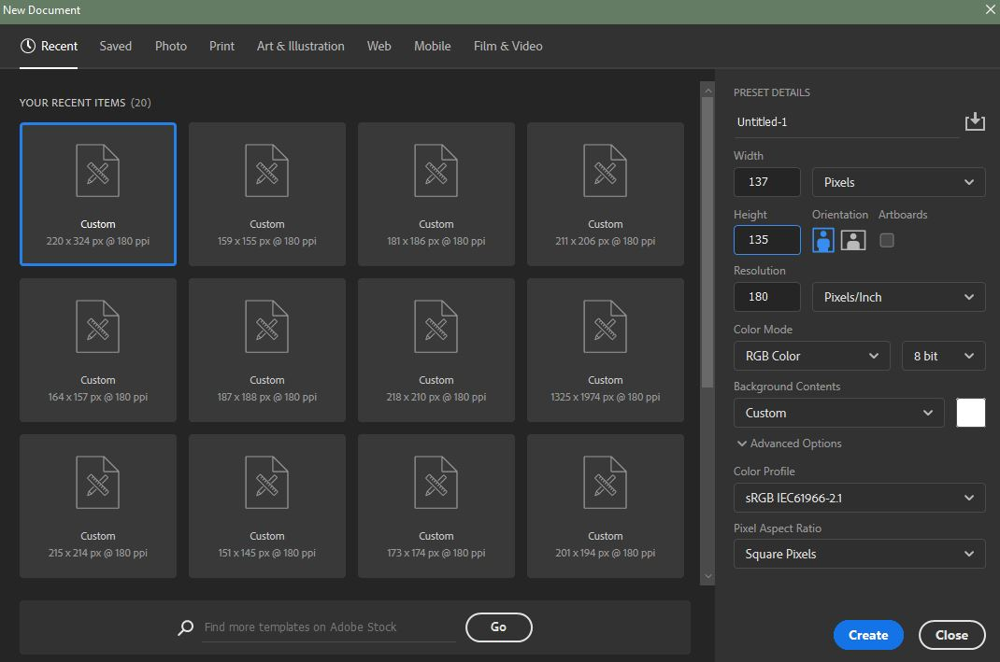 New Document
Recent Saved Photo Print Art & Illustration Web Mobile Film & Video
YOUR RECENT ITEMS (20)
Custom
220 x 324 px @ 180 ppi
Custom
159 x 155 px @ 180 ppi
Custom
181 x 186 px @ 180 ppi
Custom
211 x 206 px @ 180 ppi
Custom
164 x 157 px @ 180 ppi
Custom
187 x 188 px @ 180 ppi
Custom
218 x 210 px @ 180 ppi
Custom
1325 x 1974 px @ 180 ppi
Custom
215 x 214 px @ 180 ppi
Custom
151 x 145 px @ 180 ppi
Custom
173 x 174 px @ 180 ppi
Custom
201 x 194 px @ 180 ppi
Find more templates on Adobe Stock
Go
PRESET DETAILS
Untitled-1
Width
137 Pixels
Height Orientation Artboards
135
Resolution
180 Pixels/Inch
Color Mode
RGB Color 8 bit
Background Contents
Custom
Advanced Options
Color Profile
sRGB IEC61966-2.1
Pixel Aspect Ratio
Square Pixels
Create Close